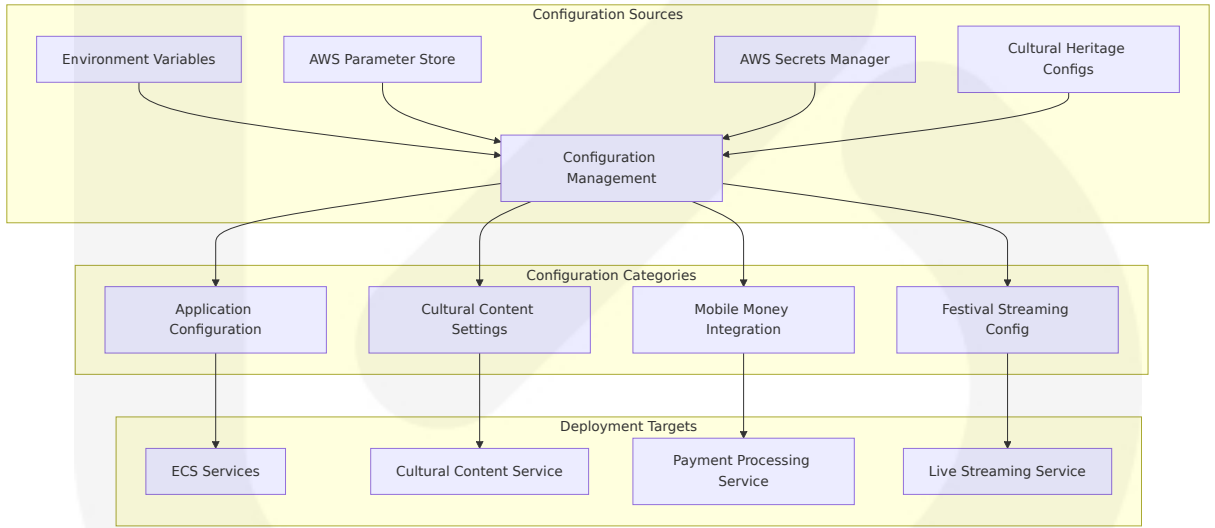 Configuration Sources
Environment Variables
AWS Parameter Store
AWS Secrets Manager
Cultural Heritage
Configs
Configuration
Management
Configuration Categories
Application
Configuration
Cultural Content
Settings
Mobile Money
Integration
Festival Streaming
Config
Deployment Targets
ECS Services
Cultural Content Service
Payment Processing
Service
Live Streaming Service